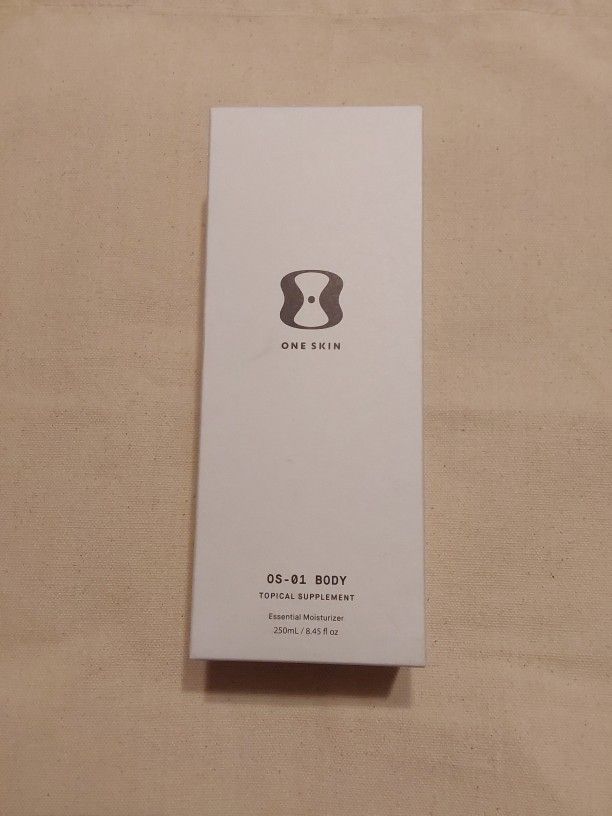 ONE SKIN
OS-01 BODY
TOPICAL SUPPLEMENT
Essential Moisturizer
250mL / 8.45 fl oz